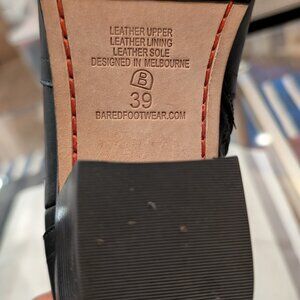 LEATHER UPPER
LEATHER LINING
LEATHER SOLE
DESIGNED IN MELBOURNE
B
39
BAREDFOOTWEAR.COM